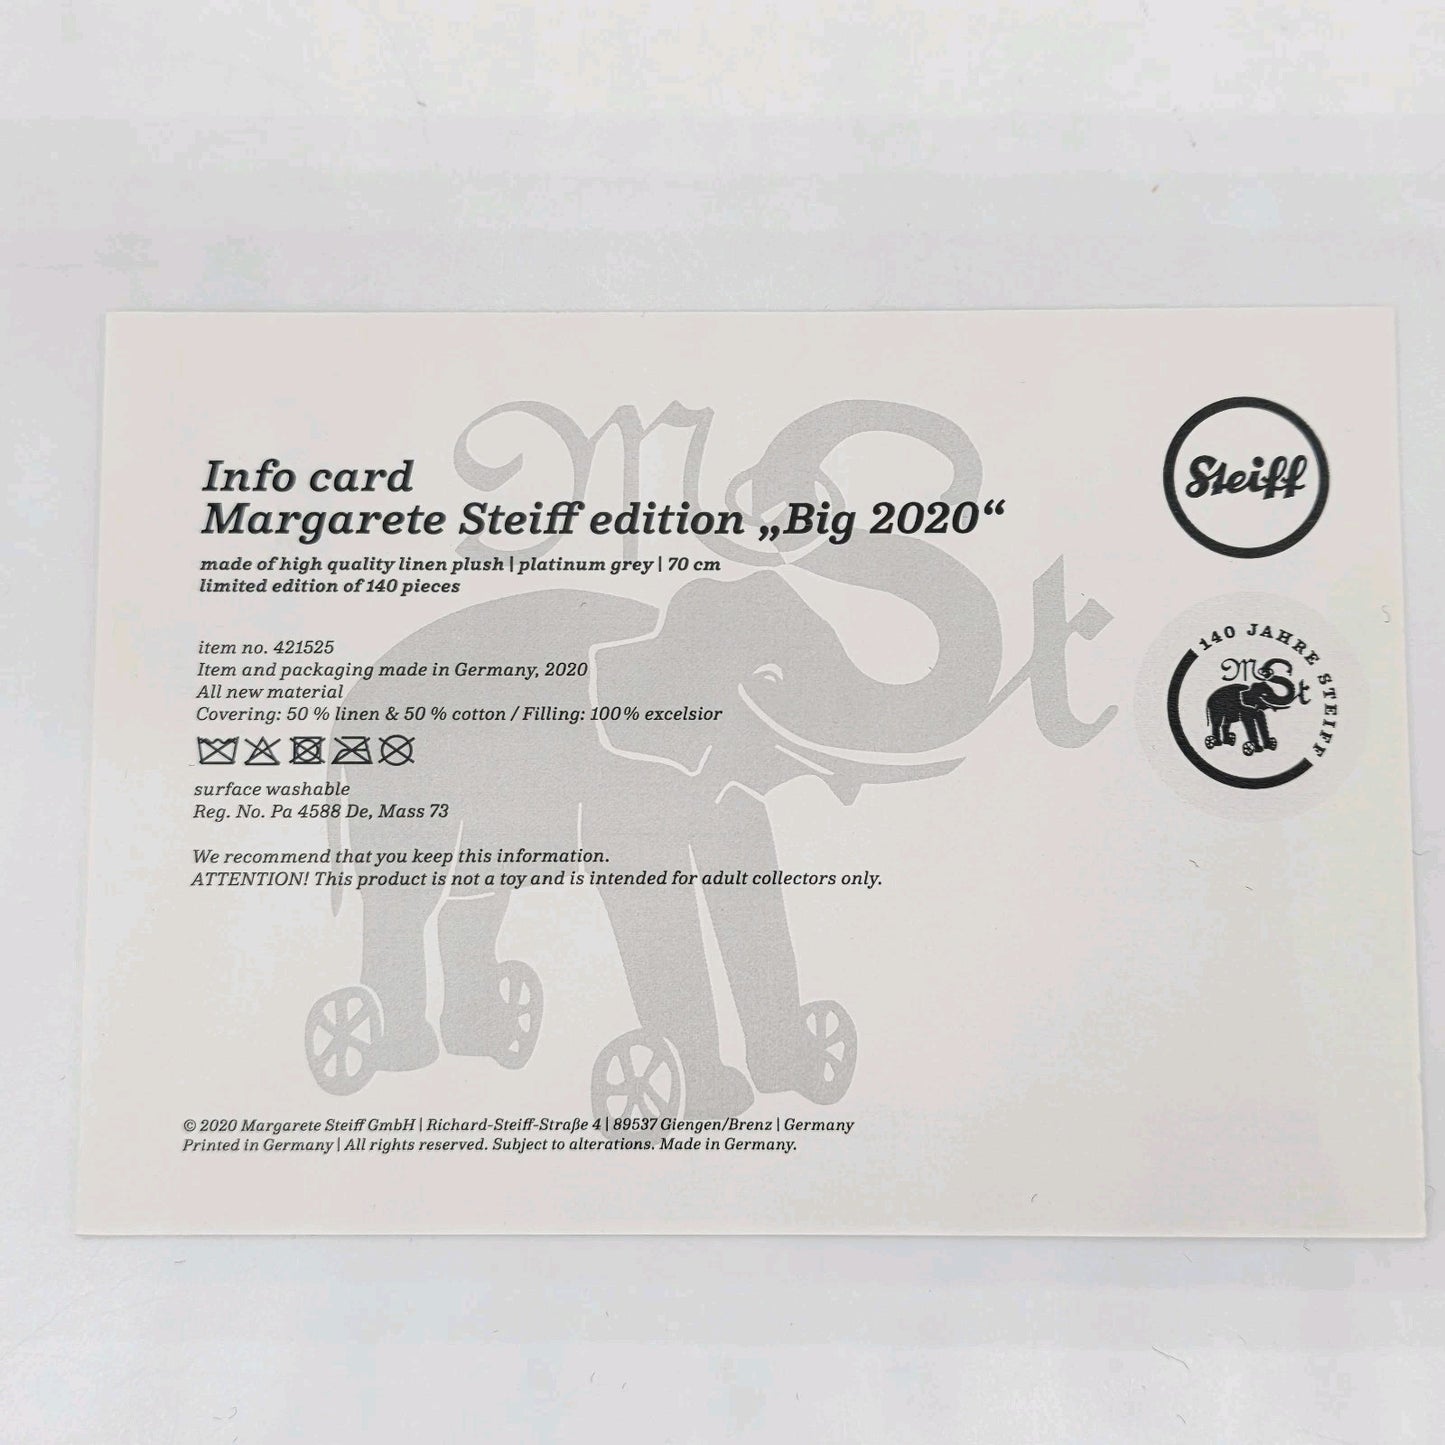 Info card
Margarete Steiff edition „Big 2020“
made of high quality linen plush | platinum grey | 70 cm
limited edition of 140 pieces
item no. 421525
Item and packaging made in Germany, 2020
All new material
Covering: 50 % linen & 50 % cotton / Filling: 100% excelsior
surface washable
Reg. No. Pa 4588 De, Mass 73
We recommend that you keep this information.
ATTENTION! This product is not a toy and is intended for adult collectors only.
© 2020 Margarete Steiff GmbH | Richard-Steiff-Straße 4 | 89537 Giengen/Brenz | Germany
Printed in Germany | All rights reserved. Subject to alterations. Made in Germany.
Steiff
140 JAHRE STEIFF
MSt
MSt